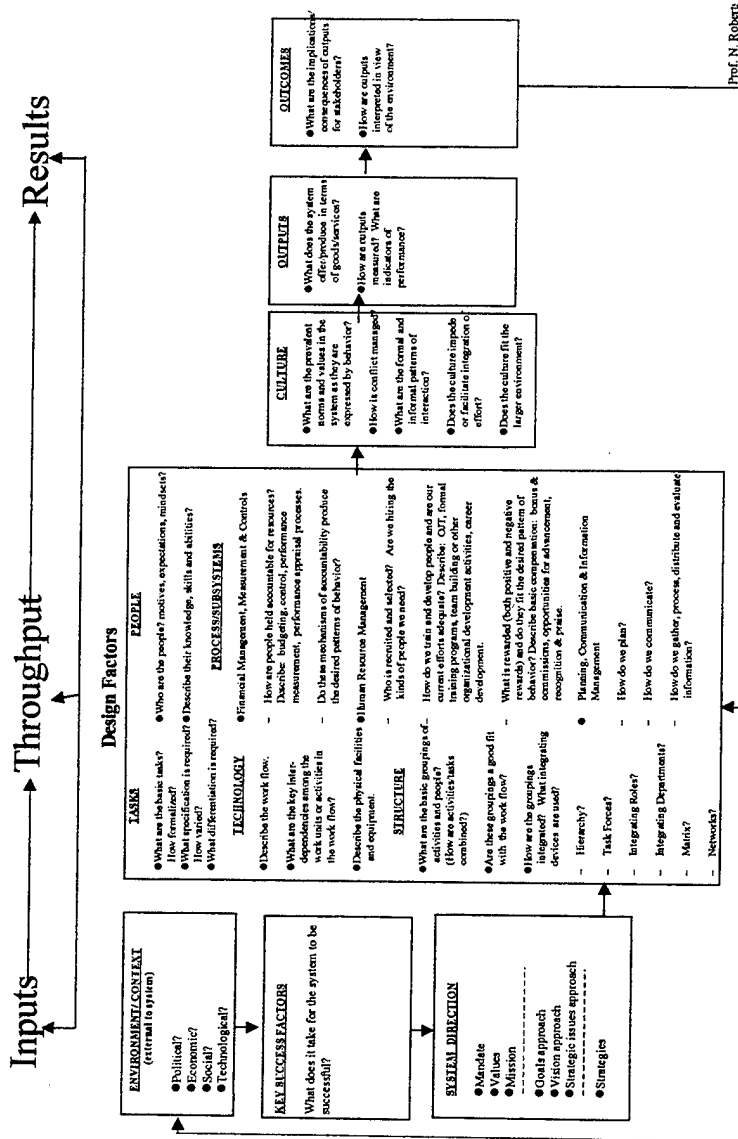 Inputs
Throughput
Results
ENVIRONMENT/CONTEXT
(external to system)
●Political?
●Economic?
●Social?
●Technological?
KEY SUCCESS FACTORS
What does it take for the system to be
successful?
SYSTEM DIRECTION
●Mandate
●Values
●Mission
●Goals approach
●Vision approach
●Strategic issues approach
●Strategies
Design Factors
TASKS
●What are the basic tasks?
How formalized?
●What specification is required?
How varied?
●What differentiation is required?
TECHNOLOGY
●Describe the work flow.
●What are the key inter-
dependencies among the
work units or activities in
the work flow?
●Describe the physical facilities
and equipment.
STRUCTURE
●What are the basic groupings of
activities and people?
(How are activities/tasks
combined?)
●Are these groupings a good fit
with the work flow?
●How are the groupings
integrated? What integrating
devices are used?
– Hierarchy?
– Task Forces?
– Integrating Roles?
– Integrating Departments?
– Matrix?
– Networks?
PEOPLE
●Who are the people? motives, expectations, mindsets?
●Describe their knowledge, skills and abilities?
PROCESS/SUBSYSTEMS
●Financial Management, Measurement & Controls
– How are people held accountable for resources?
Describe: budgeting, control, performance
measurement, performance appraisal processes.
– Do these mechanisms of accountability produce
the desired patterns of behavior?
●Human Resource Management
– Who is recruited and selected? Are we hiring the
kinds of people we need?
– How do we train and develop people and are our
current efforts adequate? Describe: OJT, formal
training programs, team building or other
organizational development activities, career
development.
– What is rewarded (both positive and negative
rewards) and do they fit the desired pattern of
behavior? Describe basic compensation: bonus &
commissions, opportunities for advancement,
recognition & praise.
● Planning, Communication & Information
Management
– How do we plan?
– How do we communicate?
– How do we gather, process, distribute and evaluate
information?
CULTURE
●What are the prevalent
norms and values in the
system as they are
expressed by behavior?
●How is conflict managed?
●What are the formal and
informal patterns of
interaction?
●Does the culture impede
or facilitate integration of
effort?
●Does the culture fit the
larger environment?
OUTPUTS
●What does the system
offer/produce in terms
of goods/services?
●How are outputs
measured? What are
indicators of
performance?
OUTCOMES
●What are the implications/
consequences of outputs
for stakeholders?
●How are outputs
interpreted in view
of the environment?
Prof. N. Roberts